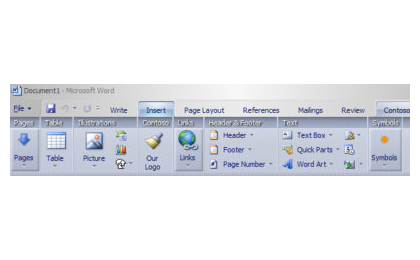 Document1 - Microsoft Word
File Write Insert Page Layout References Mailings Review Contoso
Pages Table Illustrations Contoso Links Header & Footer Text Symbols
Pages Table Picture Our Logo Links Header Footer Page Number Text Box Quick Parts Word Art Symbols